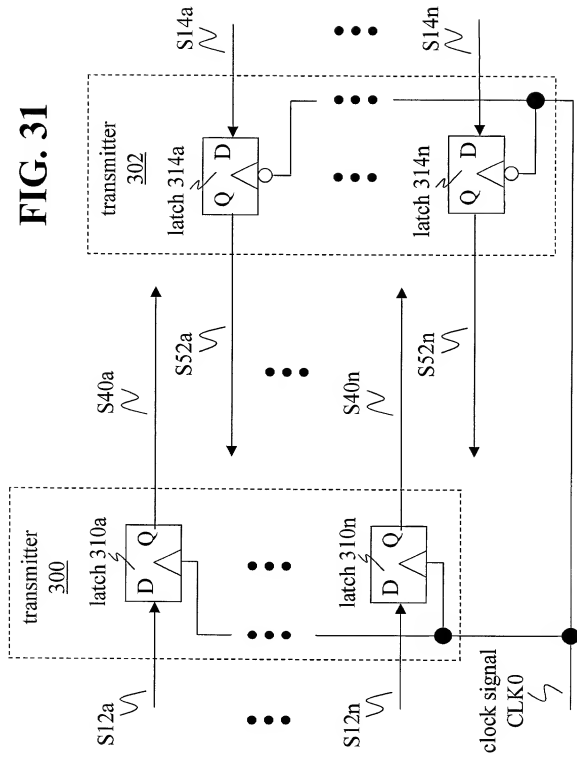 FIG. 31
transmitter
300
transmitter
302
latch 310a
D Q
S12a
S40a
latch 314a
Q D
S14a
S52a
latch 310n
D Q
S12n
S40n
latch 314n
Q D
S14n
S52n
clock signal
CLK0